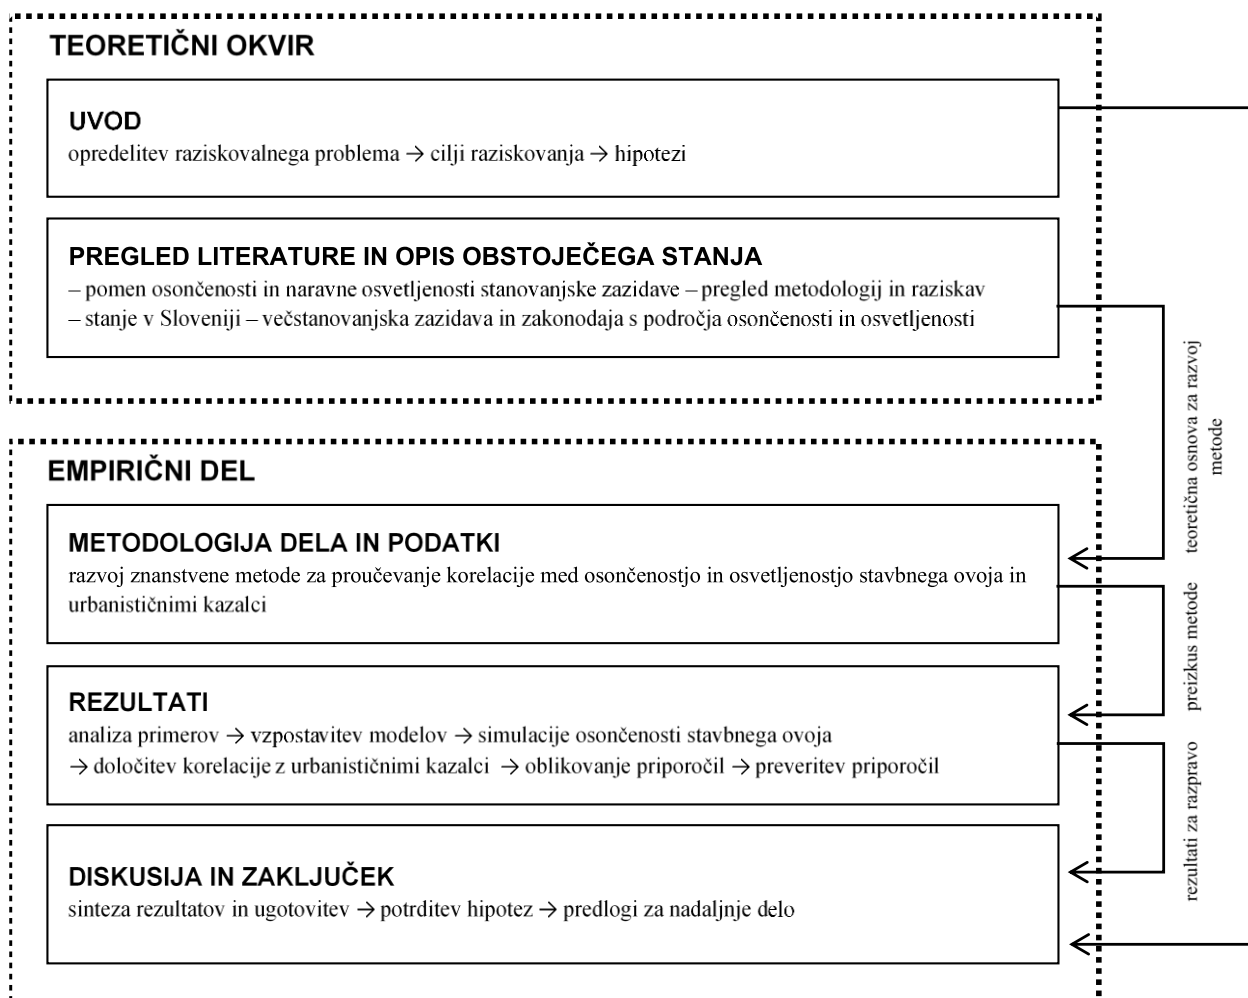 TEORETIČNI OKVIR
UVOD
opredelitev raziskovalnega problema → cilji raziskovanja → hipotezi
PREGLED LITERATURE IN OPIS OBSTOJEČEGA STANJA
– pomen osončenosti in naravne osvetljenosti stanovanjske zazidave – pregled metodologij in raziskav
– stanje v Sloveniji – večstanovanjska zazidava in zakonodaja s področja osončenosti in osvetljenosti
teoretična osnova za razvoj
metode
EMPIRIČNI DEL
METODOLOGIJA DELA IN PODATKI
razvoj znanstvene metode za proučevanje korelacije med osončenostjo in osvetljenostjo stavbnega ovoja in
urbanističnimi kazalci
preizkus metode
REZULTATI
analiza primerov → vzpostavitev modelov → simulacije osončenosti stavbnega ovoja
→ določitev korelacije z urbanističnimi kazalci → oblikovanje priporočil → preveritev priporočil
rezultati za razpravo
DISKUSIJA IN ZAKLJUČEK
sinteza rezultatov in ugotovitev → potrditev hipotez → predlogi za nadaljnje delo